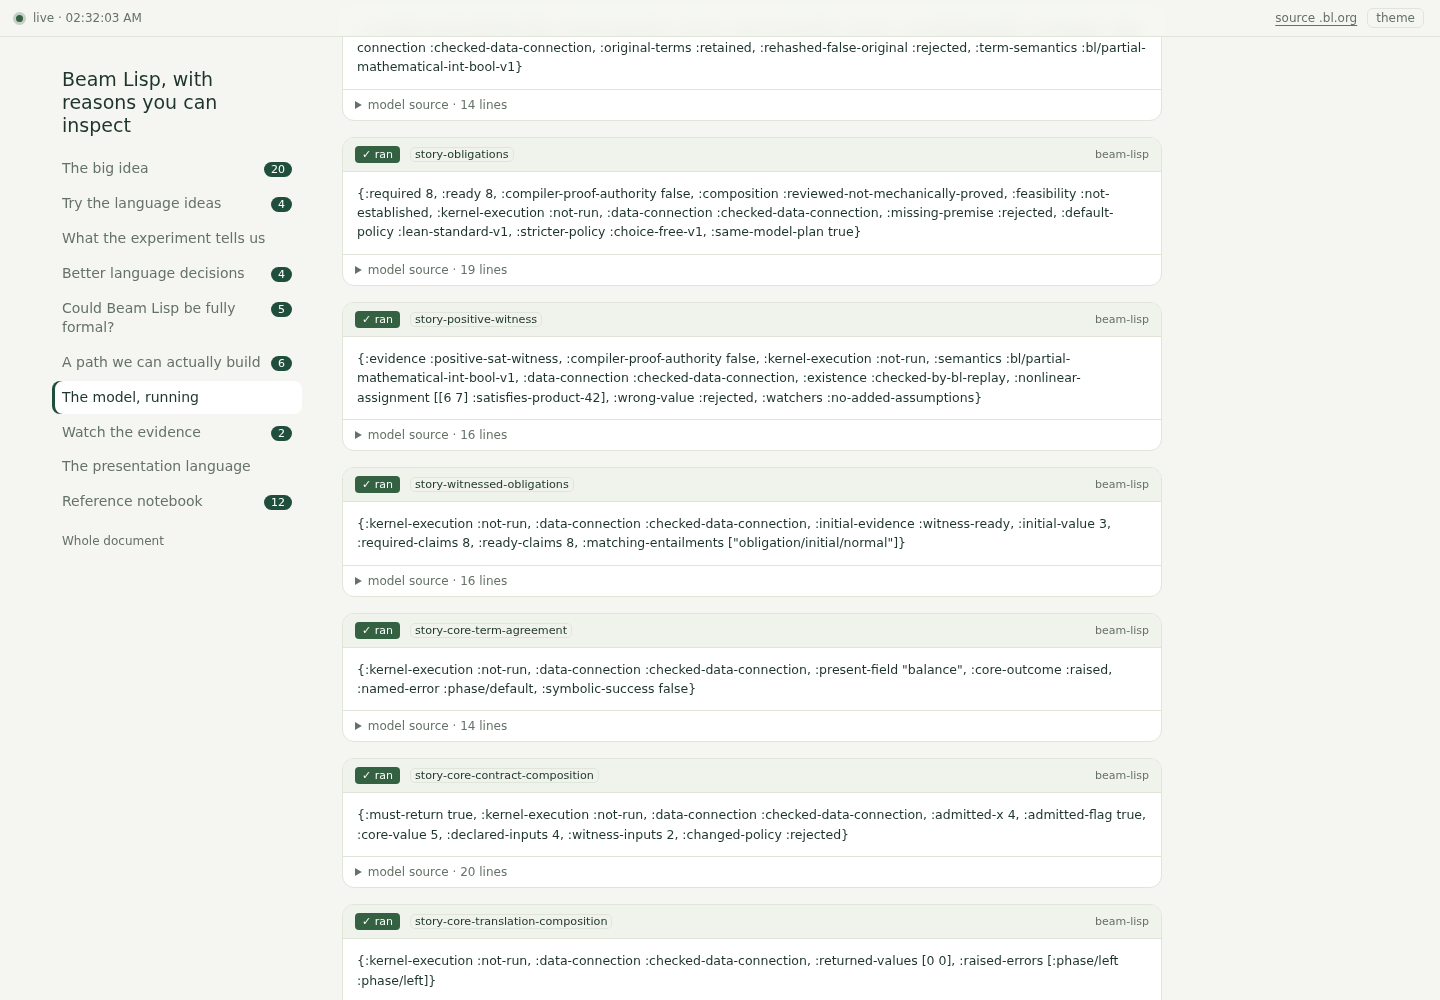 live · 02:32:03 AM
source .bl.org
theme
Beam Lisp, with
reasons you can
inspect
The big idea
20
Try the language ideas
4
What the experiment tells us
Better language decisions
4
Could Beam Lisp be fully
formal?
5
A path we can actually build
6
The model, running
Watch the evidence
2
The presentation language
Reference notebook
12
Whole document
connection :checked-data-connection, :original-terms :retained, :rehashed-false-original :rejected, :term-semantics :bl/partial-
mathematical-int-bool-v1}
▶ model source · 14 lines
✓ ran
story-obligations
beam-lisp
{:required 8, :ready 8, :compiler-proof-authority false, :composition :reviewed-not-mechanically-proved, :feasibility :not-
established, :kernel-execution :not-run, :data-connection :checked-data-connection, :missing-premise :rejected, :default-
policy :lean-standard-v1, :stricter-policy :choice-free-v1, :same-model-plan true}
▶ model source · 19 lines
✓ ran
story-positive-witness
beam-lisp
{:evidence :positive-sat-witness, :compiler-proof-authority false, :kernel-execution :not-run, :semantics :bl/partial-
mathematical-int-bool-v1, :data-connection :checked-data-connection, :existence :checked-by-bl-replay, :nonlinear-
assignment [[6 7] :satisfies-product-42], :wrong-value :rejected, :watchers :no-added-assumptions}
▶ model source · 16 lines
✓ ran
story-witnessed-obligations
beam-lisp
{:kernel-execution :not-run, :data-connection :checked-data-connection, :initial-evidence :witness-ready, :initial-value 3,
:required-claims 8, :ready-claims 8, :matching-entailments ["obligation/initial/normal"]}
▶ model source · 16 lines
✓ ran
story-core-term-agreement
beam-lisp
{:kernel-execution :not-run, :data-connection :checked-data-connection, :present-field "balance", :core-outcome :raised,
:named-error :phase/default, :symbolic-success false}
▶ model source · 14 lines
✓ ran
story-core-contract-composition
beam-lisp
{:must-return true, :kernel-execution :not-run, :data-connection :checked-data-connection, :admitted-x 4, :admitted-flag true,
:core-value 5, :declared-inputs 4, :witness-inputs 2, :changed-policy :rejected}
▶ model source · 20 lines
✓ ran
story-core-translation-composition
beam-lisp
{:kernel-execution :not-run, :data-connection :checked-data-connection, :returned-values [0 0], :raised-errors [:phase/left
:phase/left]}